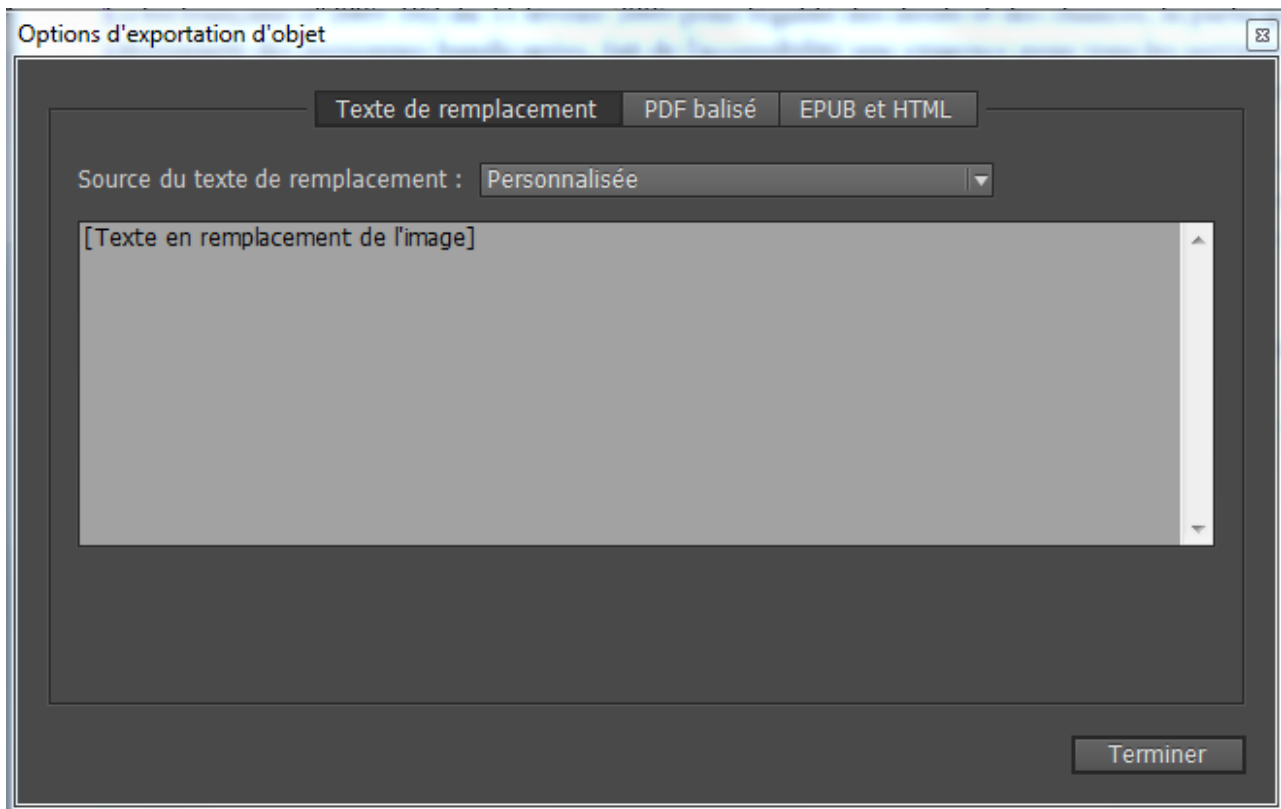 Options d'exportation d'objet
Texte de remplacement PDF balisé EPUB et HTML
Source du texte de remplacement : Personnalisée
[Texte en remplacement de l'image]
Terminer